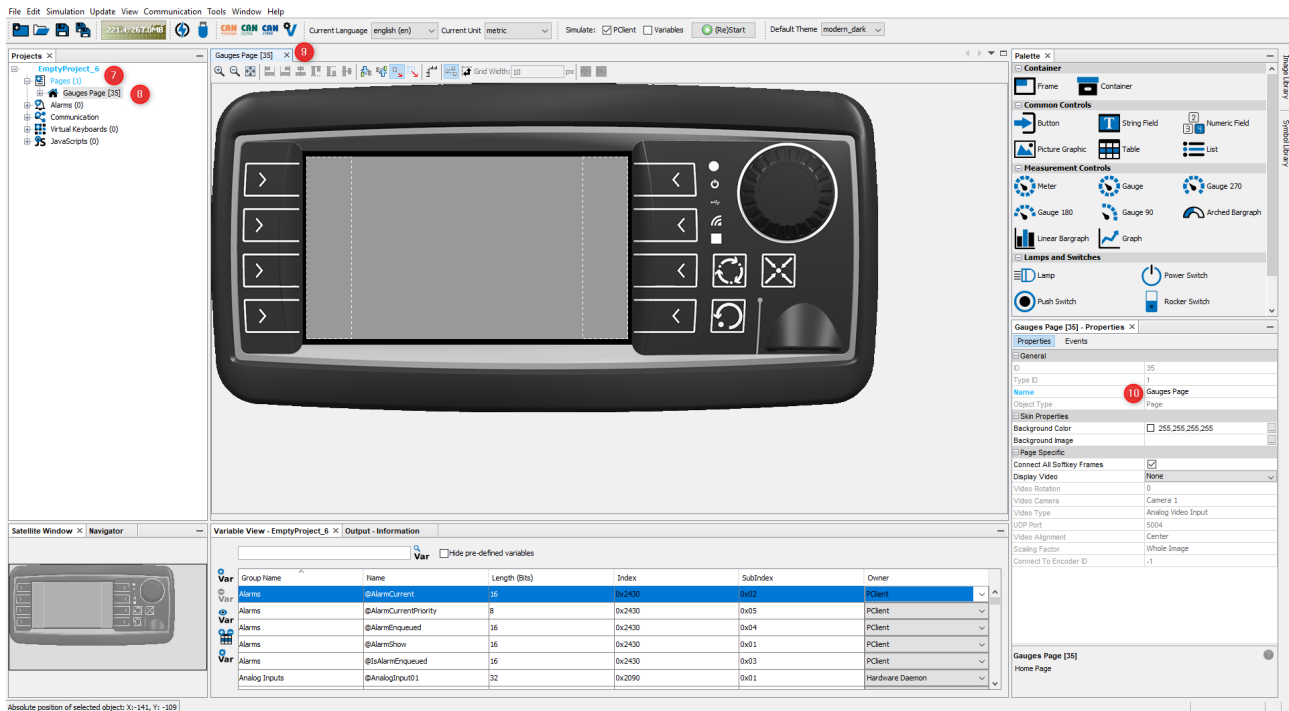 File Edit Simulation Update View Communication Tools Window Help
221.4/267.0MB CAN CAN CAN Current Language english (en) Current Unit metric Simulate: PClient Variables (Re)Start Default Theme modern_dark
Projects
EmptyProject_6
Pages (1) 7
Gauges Page [35] 8
Alarms (0)
Communication
Virtual Keyboards (0)
JS JavaScripts (0)
Gauges Page [35] 9
Grid Width: 10 px
Palette
Container
Frame Container
Common Controls
Button T String Field 2 3 4 Numeric Field
Picture Graphic Table List
Measurement Controls
Meter Gauge Gauge 270
Gauge 180 Gauge 90 Arched Bargraph
Linear Bargraph Graph
Lamps and Switches
Lamp Power Switch
Push Switch Rocker Switch
Image Library
Symbol Library
Gauges Page [35] - Properties
Properties Events
General
ID 35
Type ID 1
Name 10 Gauges Page
Object Type Page
Skin Properties
Background Color 255,255,255,255 ...
Background Image ...
Page Specific
Connect All Softkey Frames
Display Video None
Video Rotation 0
Video Camera Camera 1
Video Type Analog Video Input
UDP Port 5004
Video Alignment Center
Scaling Factor Whole Image
Connect To Encoder ID -1
Gauges Page [35]
Home Page
Satellite Window Navigator
Variable View - EmptyProject_6 Output - Information
Var Hide pre-defined variables
Var Group Name Name Length (Bits) Index SubIndex Owner
Var Alarms @AlarmCurrent 16 0x2430 0x02 PClient
Var Alarms @AlarmCurrentPriority 8 0x2430 0x05 PClient
Alarms @AlarmEnqueued 16 0x2430 0x04 PClient
Alarms @AlarmShow 16 0x2430 0x01 PClient
Var Alarms @IsAlarmEnqueued 16 0x2430 0x03 PClient
Analog Inputs @AnalogInput01 32 0x2090 0x01 Hardware Daemon
Absolute position of selected object: X:-141, Y: -109